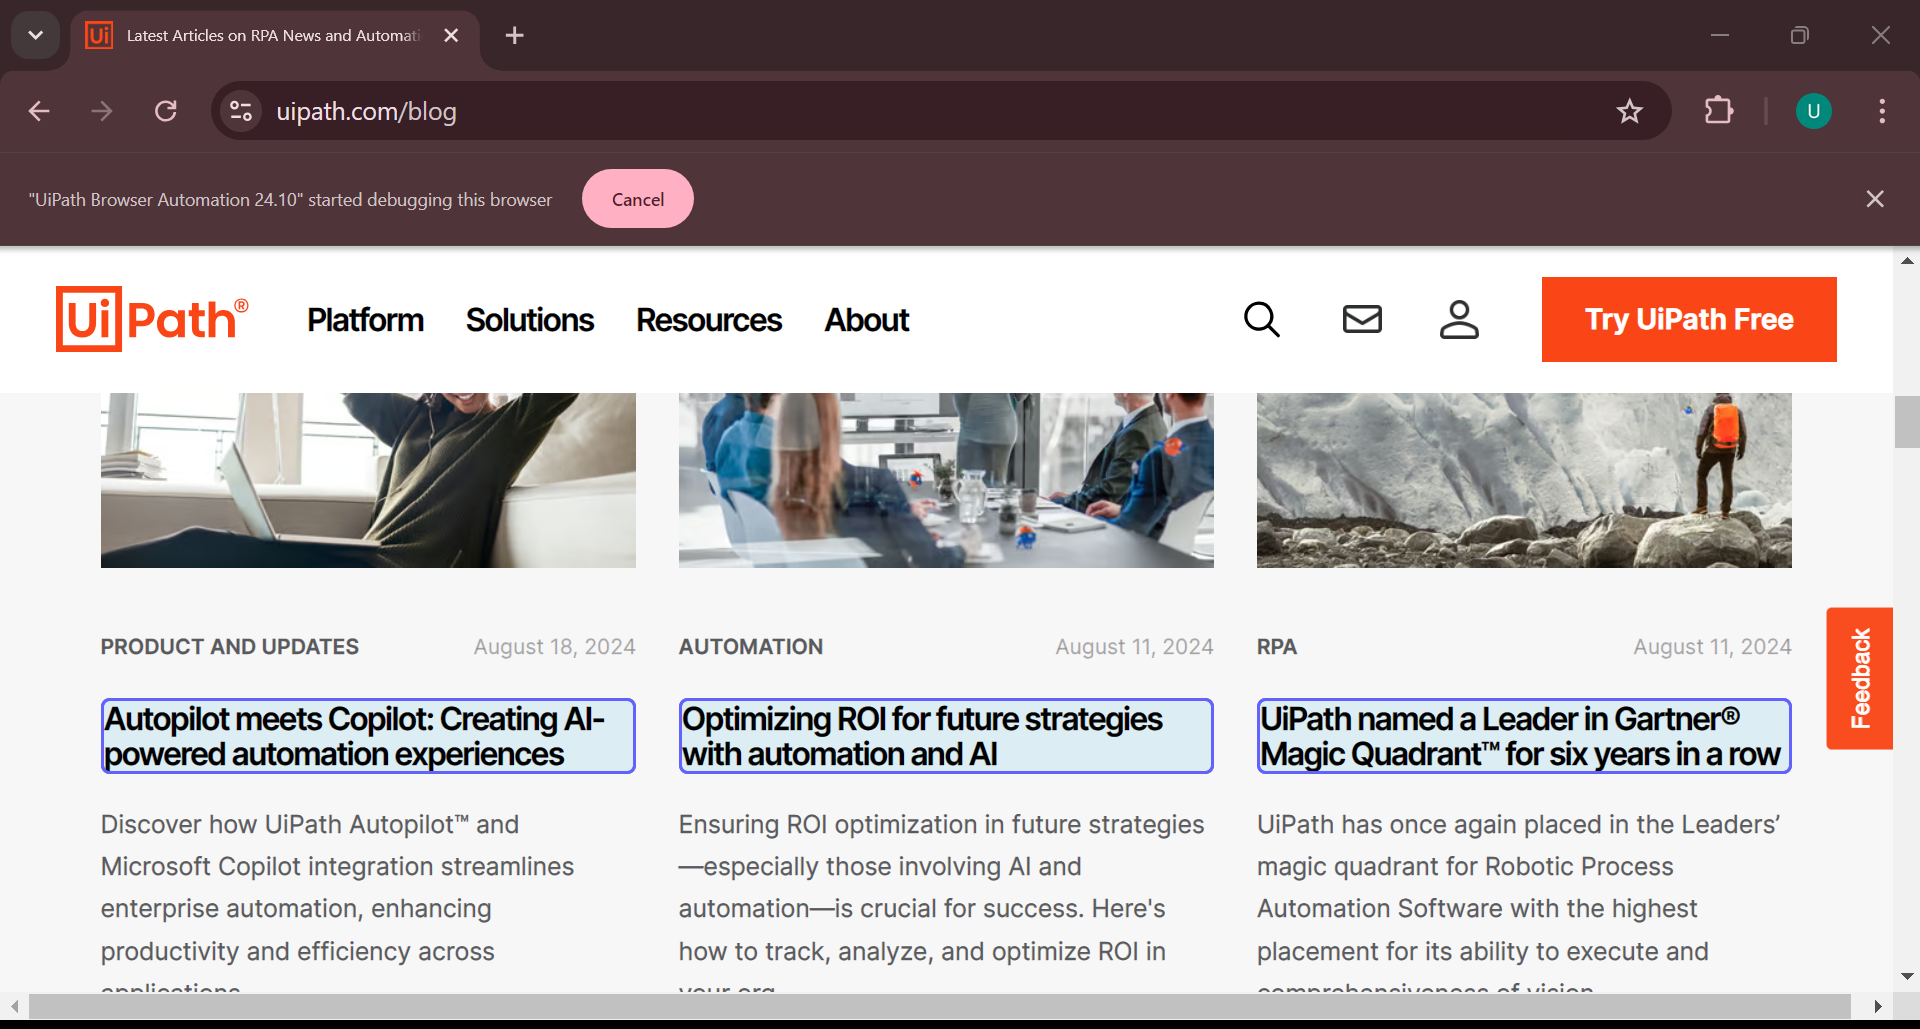 Latest Articles on RPA News and Automati
uipath.com/blog
U
"UiPath Browser Automation 24.10" started debugging this browser
Cancel
UiPath®
Platform
Solutions
Resources
About
Try UiPath Free
PRODUCT AND UPDATES
August 18, 2024
Autopilot meets Copilot: Creating AI-
powered automation experiences
Discover how UiPath Autopilot™ and
Microsoft Copilot integration streamlines
enterprise automation, enhancing
productivity and efficiency across
applications.
AUTOMATION
August 11, 2024
Optimizing ROI for future strategies
with automation and AI
Ensuring ROI optimization in future strategies
—especially those involving AI and
automation—is crucial for success. Here's
how to track, analyze, and optimize ROI in
your org.
RPA
August 11, 2024
UiPath named a Leader in Gartner®
Magic Quadrant™ for six years in a row
UiPath has once again placed in the Leaders’
magic quadrant for Robotic Process
Automation Software with the highest
placement for its ability to execute and
comprehensiveness of vision.
Feedback